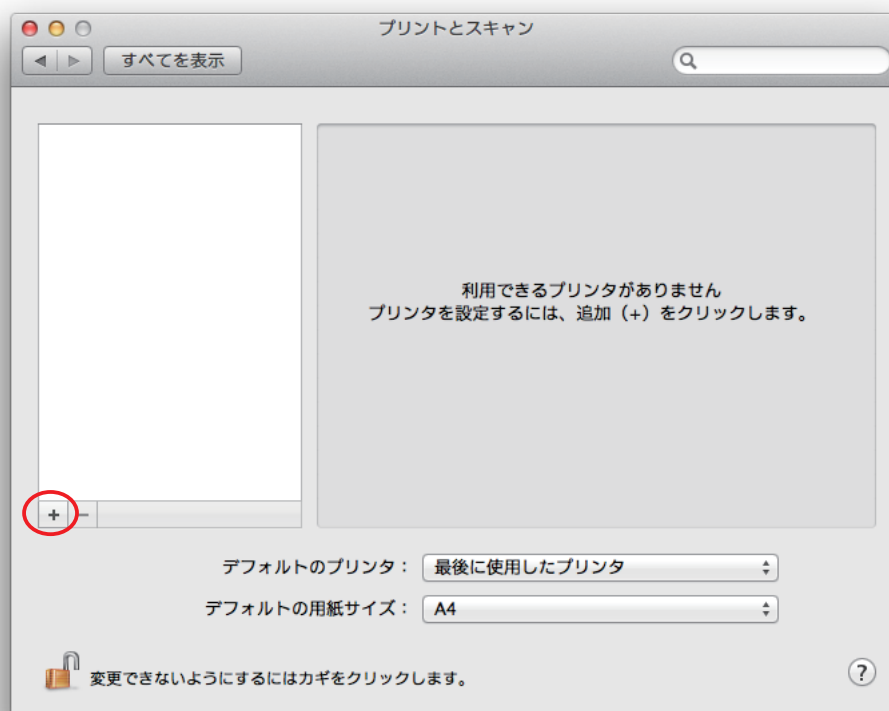 プリントとスキャン
すべてを表示
利用できるプリンタがありません
プリンタを設定するには、追加（+）をクリックします。
+ −
デフォルトのプリンタ： 最後に使用したプリンタ
デフォルトの用紙サイズ： A4
変更できないようにするにはカギをクリックします。 ?